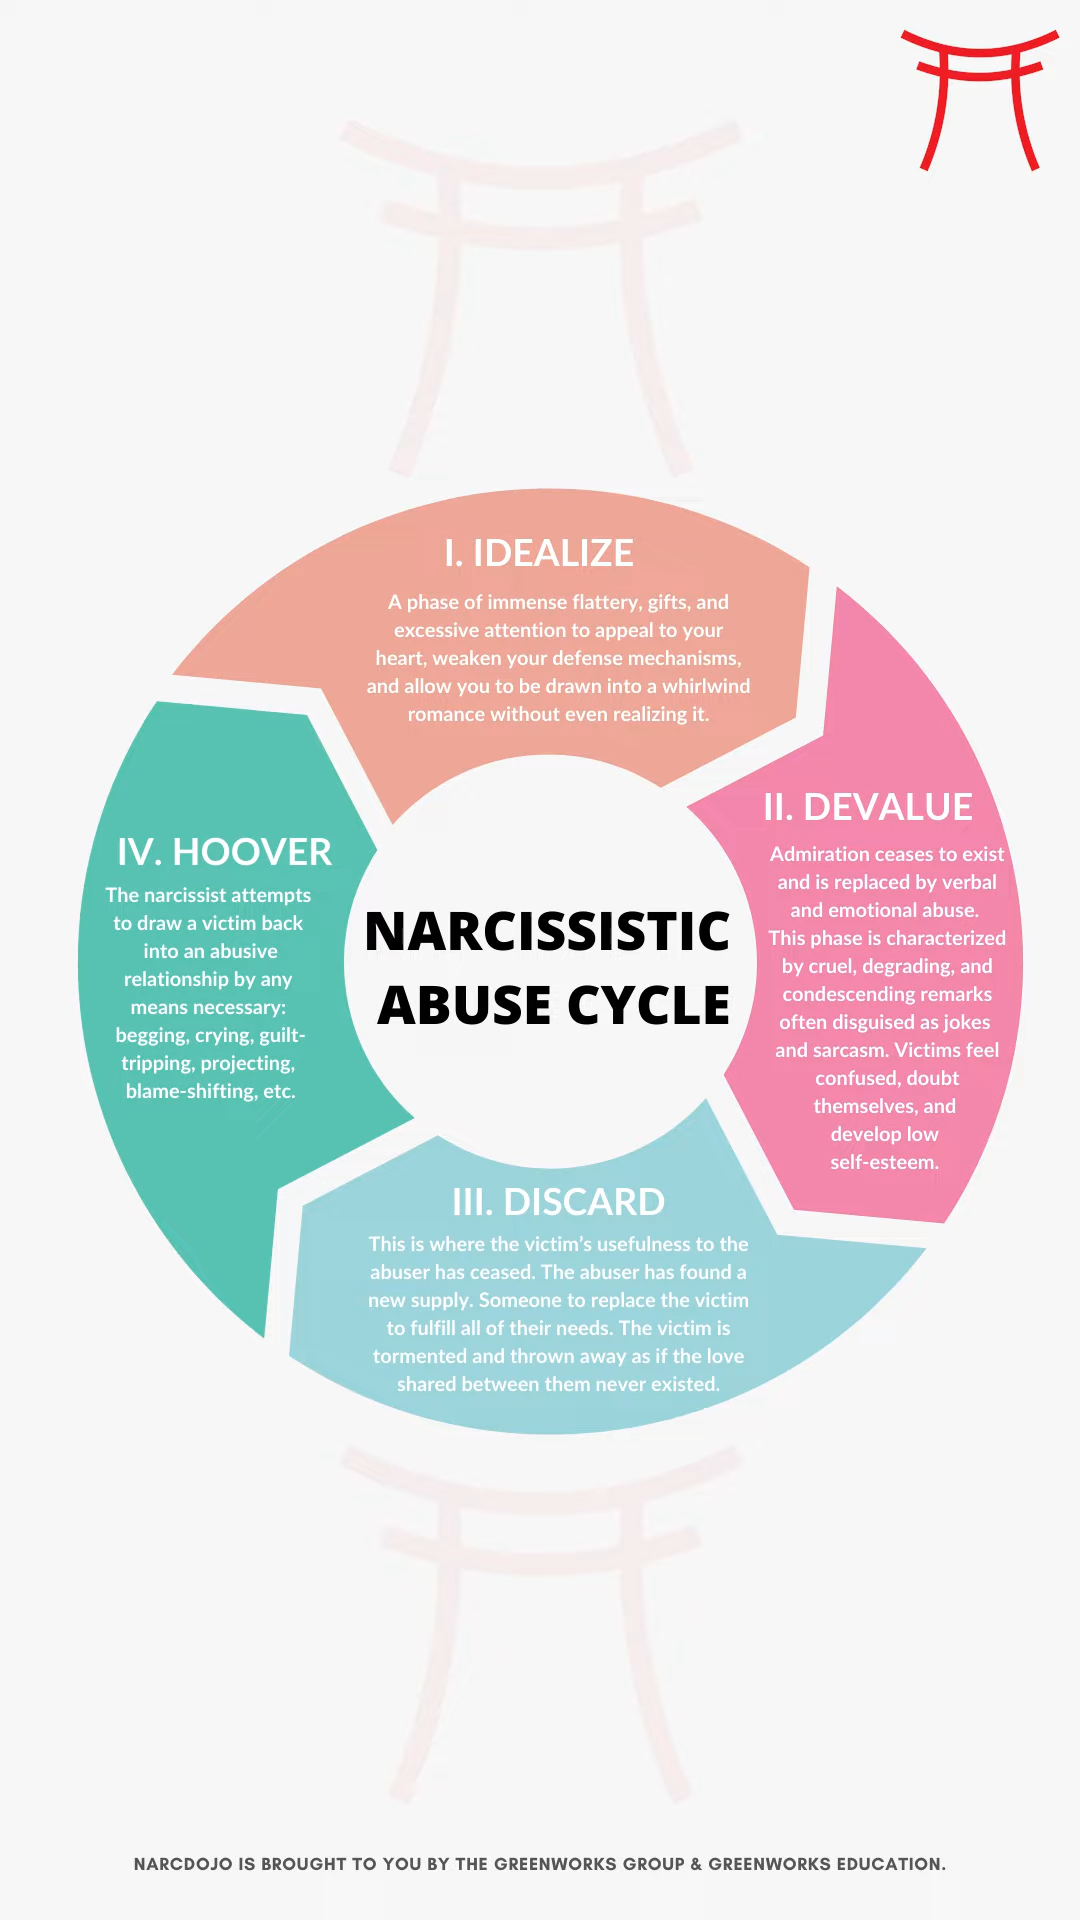 I. IDEALIZE
A phase of immense flattery, gifts, and
excessive attention to appeal to your
heart, weaken your defense mechanisms,
and allow you to be drawn into a whirlwind
romance without even realizing it.
II. DEVALUE
Admiration ceases to exist
and is replaced by verbal
and emotional abuse.
This phase is characterized
by cruel, degrading, and
condescending remarks
often disguised as jokes
and sarcasm. Victims feel
confused, doubt
themselves, and
develop low
self-esteem.
IV. HOOVER
The narcissist attempts
to draw a victim back
into an abusive
relationship by any
means necessary:
begging, crying, guilt-
tripping, projecting,
blame-shifting, etc.
NARCISSISTIC
ABUSE CYCLE
III. DISCARD
This is where the victim's usefulness to the
abuser has ceased. The abuser has found a
new supply. Someone to replace the victim
to fulfill all of their needs. The victim is
tormented and thrown away as if the love
shared between them never existed.
NARCDOJO IS BROUGHT TO YOU BY THE GREENWORKS GROUP & GREENWORKS EDUCATION.